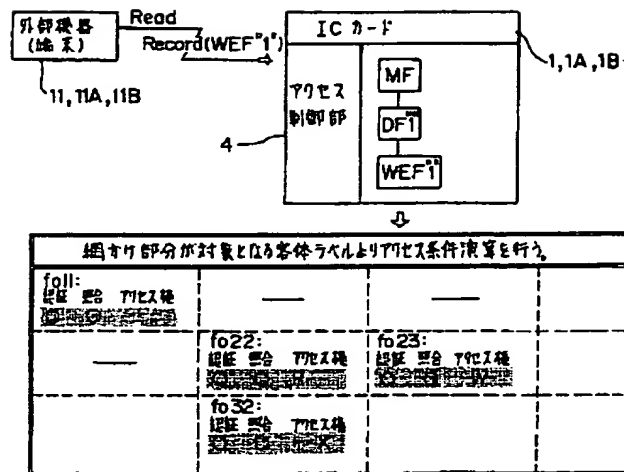 外部機器
(端末)
Read
Record(WEF"1")
11, 11A, 11B
ICカード
アクセス
制御部
MF
DF"1"
WEF"1"
1, 1A, 1B
4
網かけ部分が対象となる客体ラベルよりアクセス条件演算を行う。
fo11:
認証 照合 アクセス権
fo22:
認証 照合 アクセス権
fo23:
認証 照合 アクセス権
fo32:
認証 照合 アクセス権